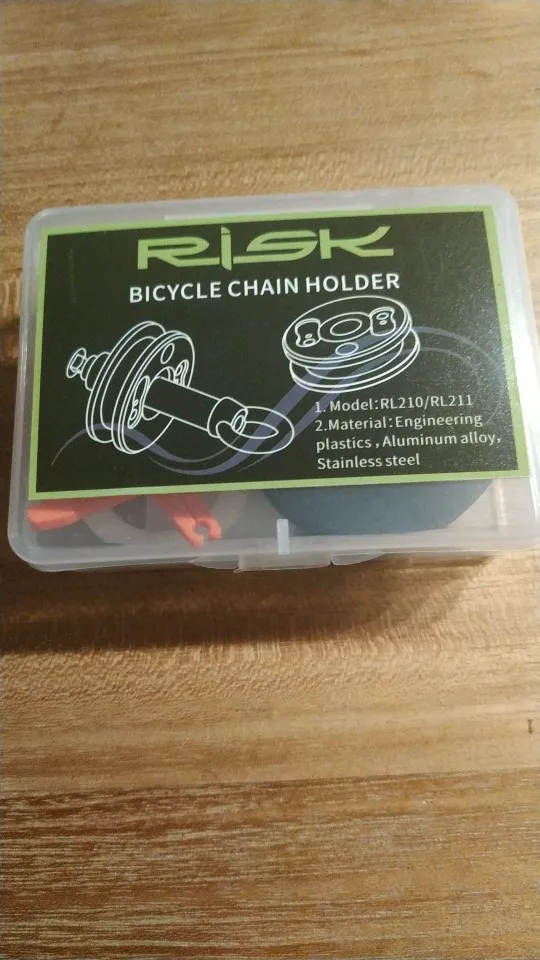 RISK
BICYCLE CHAIN HOLDER
1. Model:RL210/RL211
2.Material:Engineering
plastics , Aluminum alloy,
Stainless steel